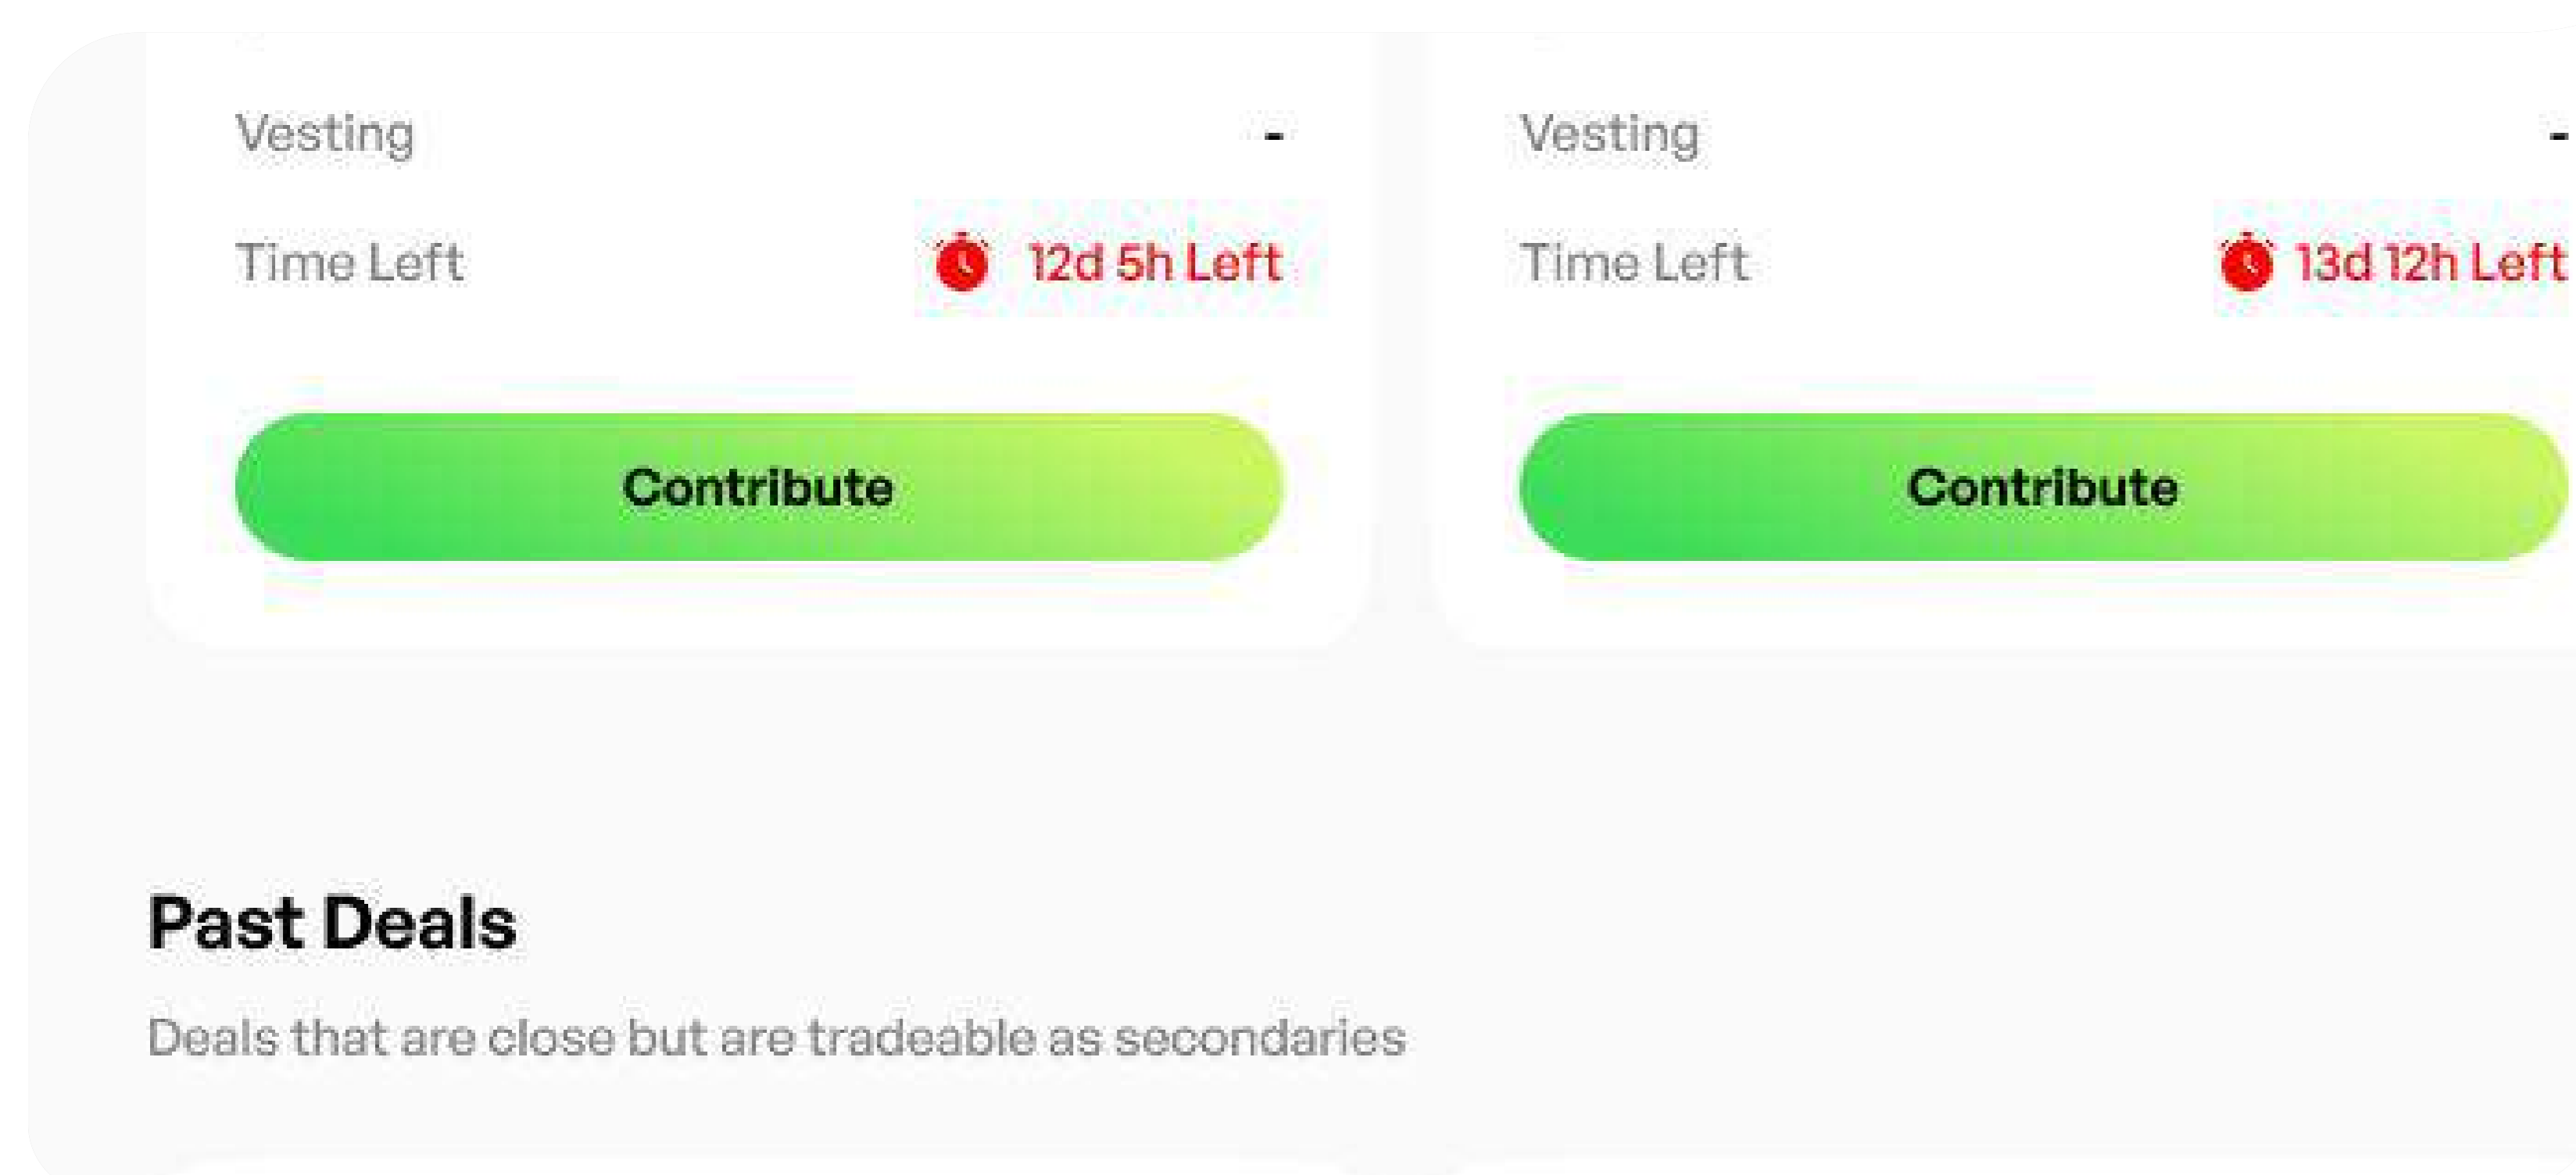 Vesting - Vesting -
Time Left 12d 5h Left Time Left 13d 12h Left
Contribute Contribute
Past Deals
Deals that are close but are tradeable as secondaries